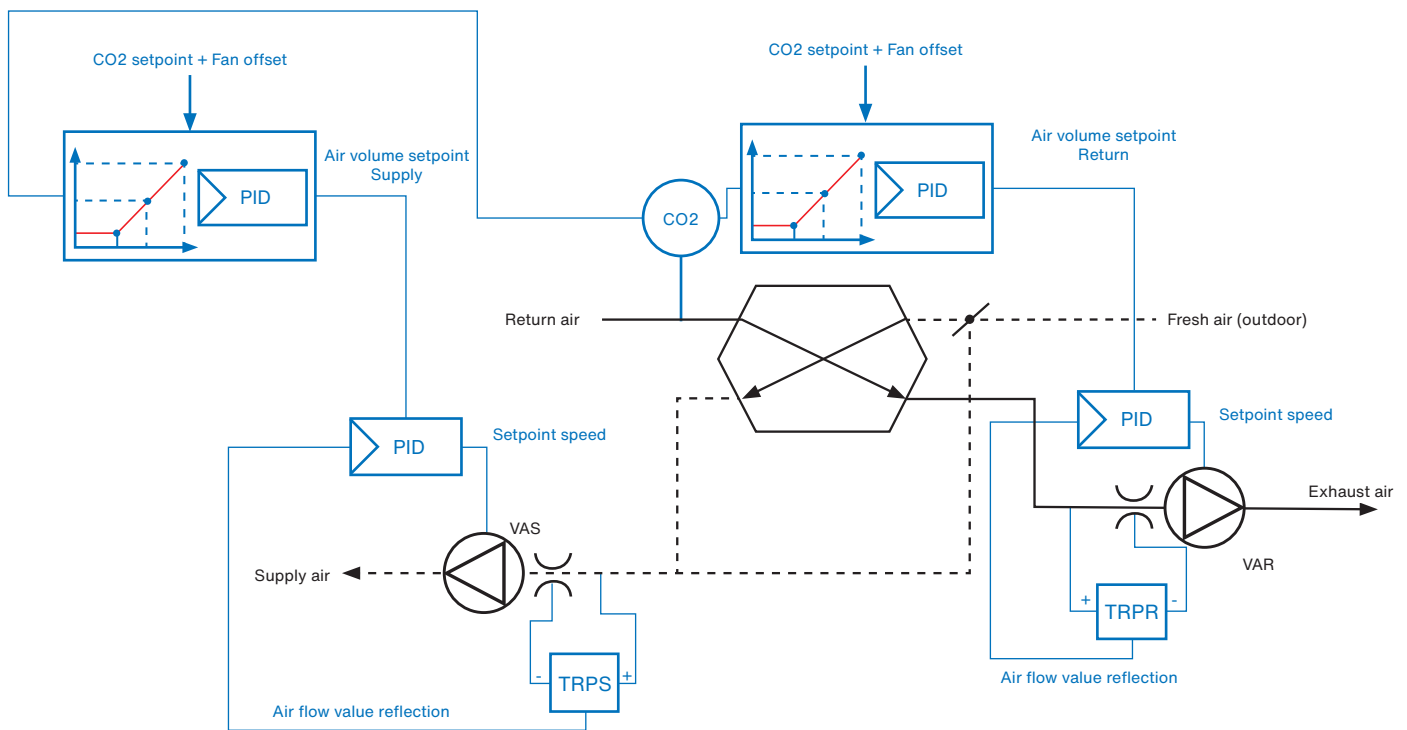 CO2 setpoint + Fan offset
CO2 setpoint + Fan offset
Air volume setpoint
Supply
PID
Air volume setpoint
Return
PID
CO2
Return air
Fresh air (outdoor)
PID
Setpoint speed
PID
Setpoint speed
VAS
Supply air
Exhaust air
VAR
- TRPS +
Air flow value reflection
+ TRPR -
Air flow value reflection